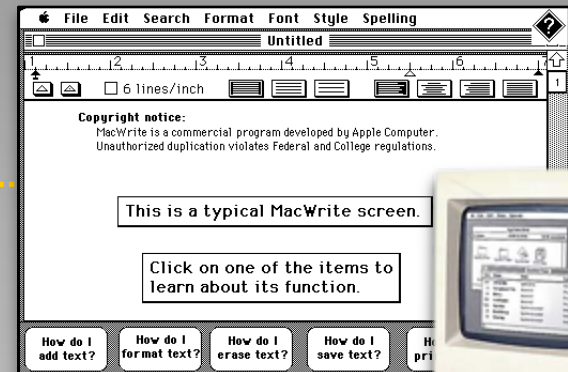 File Edit Search Format Font Style Spelling
?
Untitled
1 2 3 4 5 6 7
6 lines/inch
1
Copyright notice:
MacWrite is a commercial program developed by Apple Computer.
Unauthorized duplication violates Federal and College regulations.
This is a typical MacWrite screen.
Click on one of the items to
learn about its function.
How do I
add text?
How do I
format text?
How do I
erase text?
How do I
save text?